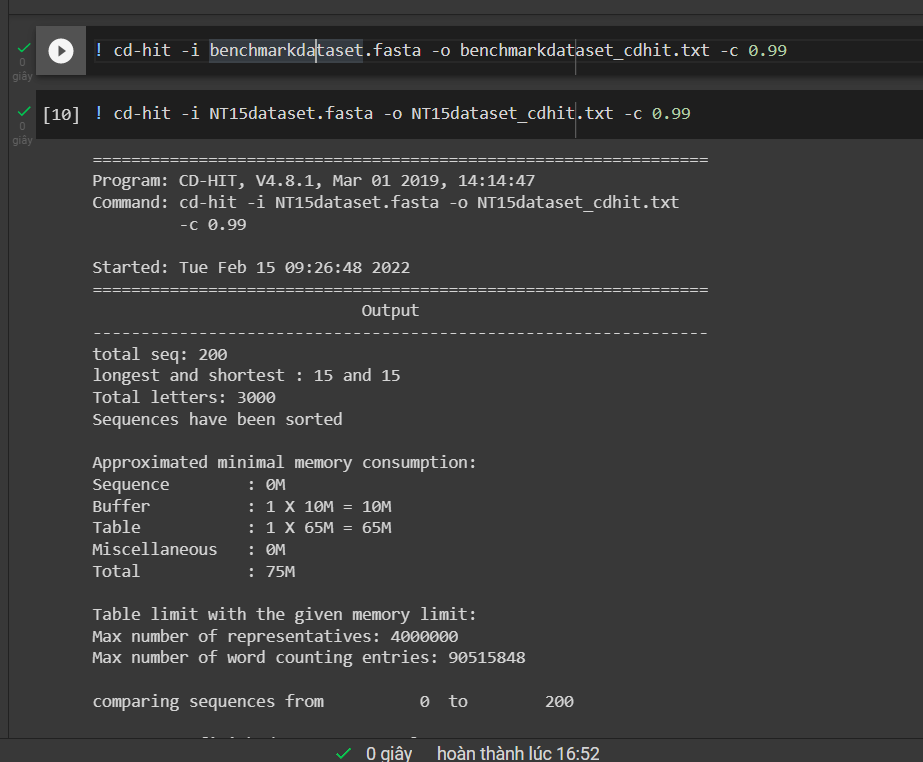 ! cd-hit -i benchmarkdataset.fasta -o benchmarkdataset_cdhit.txt -c 0.99
0
giây
[10] ! cd-hit -i NT15dataset.fasta -o NT15dataset_cdhit.txt -c 0.99
0
giây
================================================================
Program: CD-HIT, V4.8.1, Mar 01 2019, 14:14:47
Command: cd-hit -i NT15dataset.fasta -o NT15dataset_cdhit.txt
-c 0.99
Started: Tue Feb 15 09:26:48 2022
================================================================
Output
----------------------------------------------------------------
total seq: 200
longest and shortest : 15 and 15
Total letters: 3000
Sequences have been sorted
Approximated minimal memory consumption:
Sequence : 0M
Buffer : 1 X 10M = 10M
Table : 1 X 65M = 65M
Miscellaneous : 0M
Total : 75M
Table limit with the given memory limit:
Max number of representatives: 4000000
Max number of word counting entries: 90515848
comparing sequences from 0 to 200
0 giây hoàn thành lúc 16:52